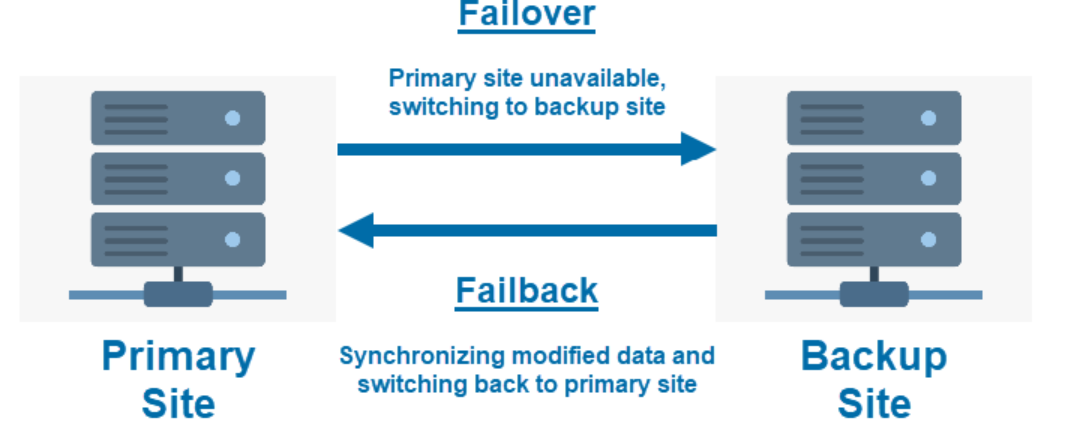 Failover
Primary site unavailable,
switching to backup site
Failback
Synchronizing modified data and
switching back to primary site
Primary
Site
Backup
Site